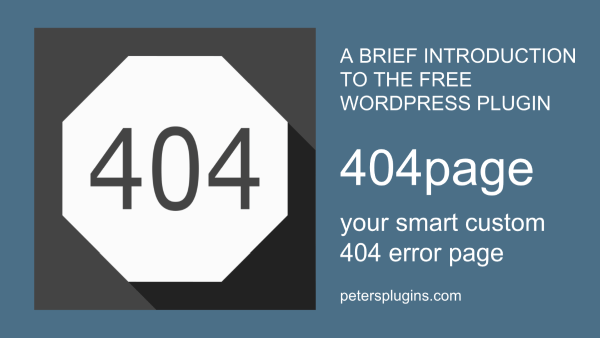 404
A BRIEF INTRODUCTION
TO THE FREE
WORDPRESS PLUGIN
404page
your smart custom
404 error page
petersplugins.com